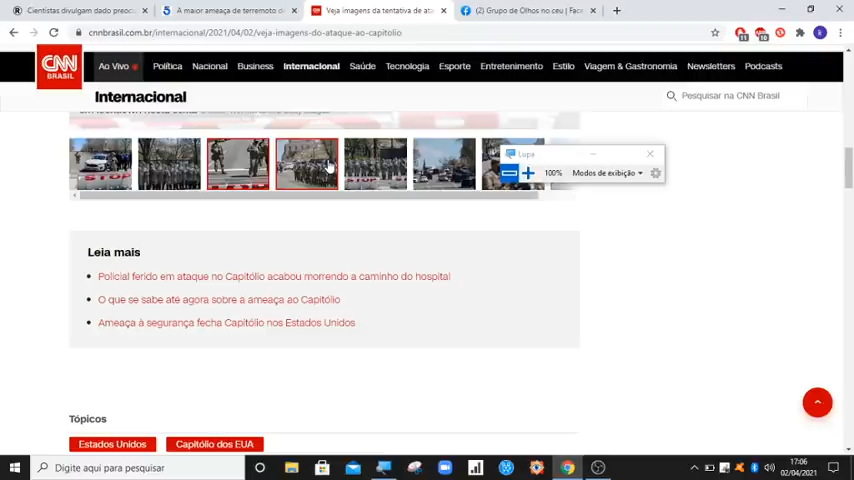 Cientistas divulgam dado preocu
A maior ameaça de terremoto d
Veja imagens da tentativa de ata
(2) Grupo de Olhos no ceu | Face
cnnbrasil.com.br/internacional/2021/04/02/veja-imagens-do-ataque-ao-capitolio
CNN BRASIL
Ao Vivo Política Nacional Business Internacional Saúde Tecnologia Esporte Entretenimento Estilo Viagem & Gastronomia Newsletters Podcasts
Internacional
Pesquisar na CNN Brasil
STOP
Lupa
100% Modos de exibição
Leia mais
Policial ferido em ataque no Capitólio acabou morrendo a caminho do hospital
O que se sabe até agora sobre a ameaça ao Capitólio
Ameaça à segurança fecha Capitólio nos Estados Unidos
Tópicos
Estados Unidos Capitólio dos EUA
Digite aqui para pesquisar
17:06
02/04/2021